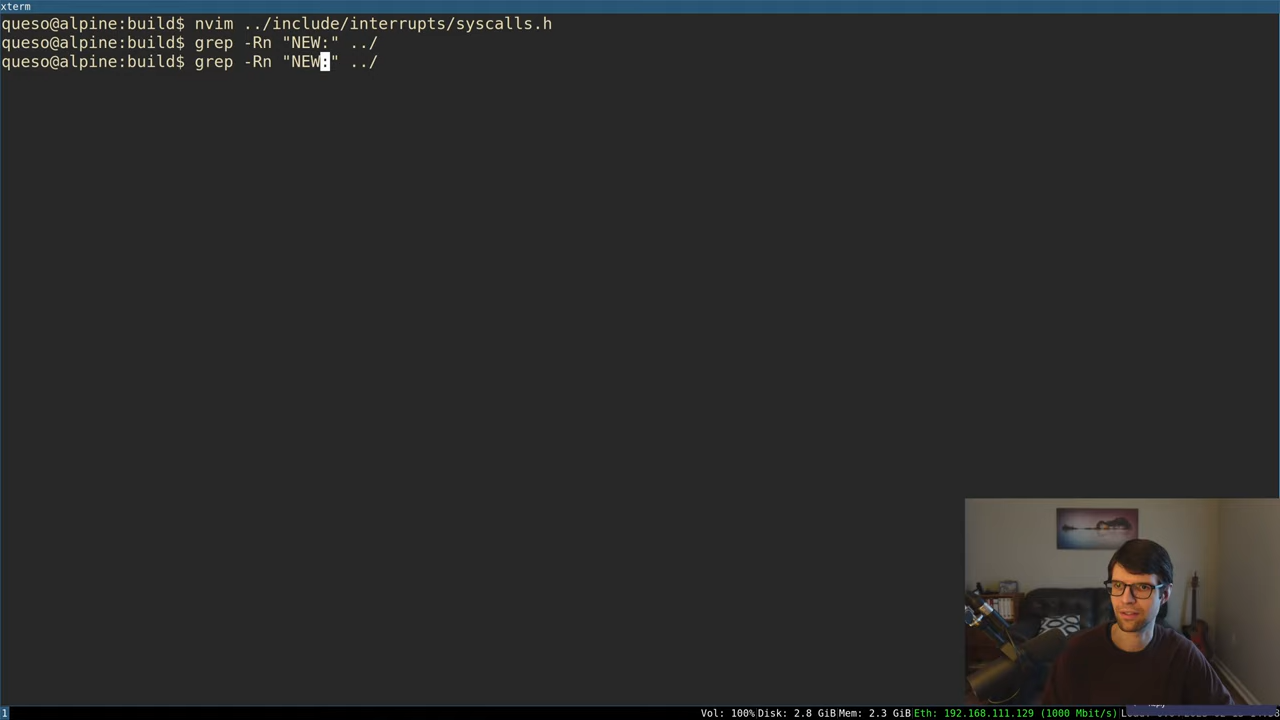 xterm
queso@alpine:build$ nvim ../include/interrupts/syscalls.h
queso@alpine:build$ grep -Rn "NEW:" ../
queso@alpine:build$ grep -Rn "NEW:" ../
1
Vol: 100% Disk: 2.8 GiB Mem: 2.3 GiB Eth: 192.168.111.129 (1000 Mbit/s)